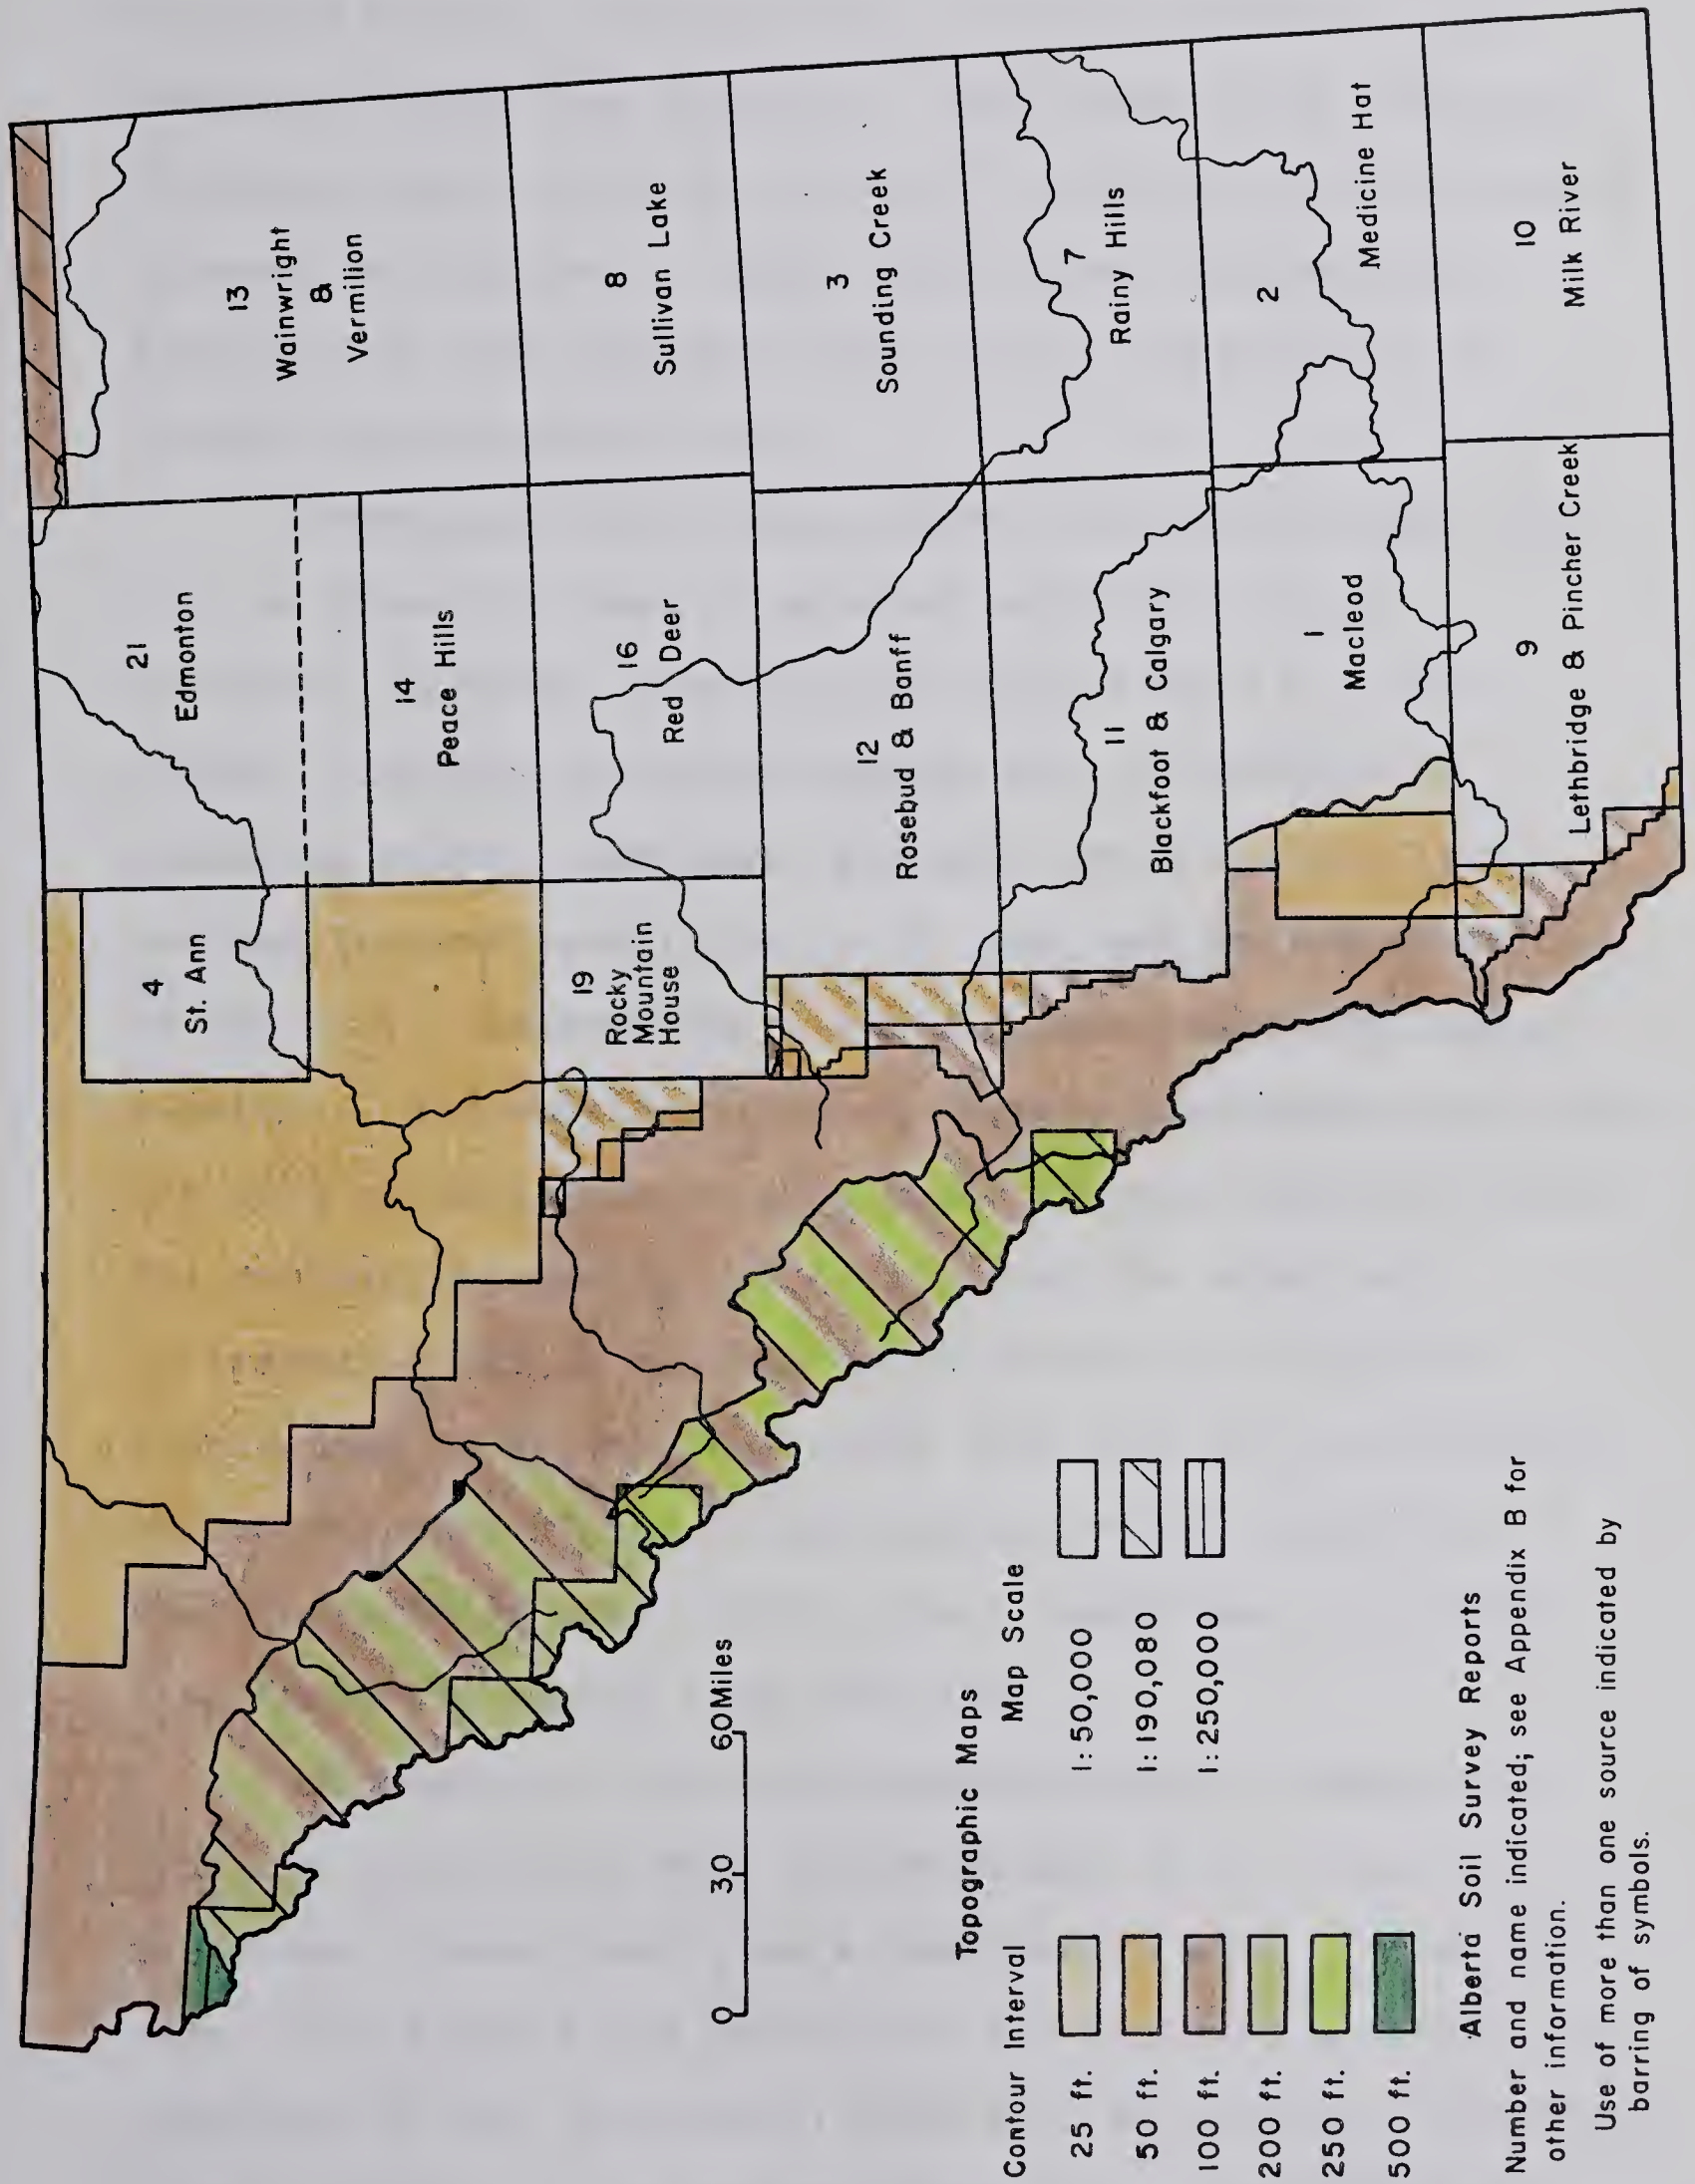 4
St. Ann
21
Edmonton
13
Wainwright
&
Vermilion
14
Peace Hills
19
Rocky
Mountain
House
16
Red Deer
8
Sullivan Lake
12
Rosebud & Banff
3
Sounding Creek
11
Blackfoot & Calgary
7
Rainy Hills
1
Macleod
2
Medicine Hat
9
Lethbridge & Pincher Creek
10
Milk River
0 30 60 Miles
Topographic Maps
Contour Interval Map Scale
25 ft. 1:50,000
50 ft. 1:190,080
100 ft. 1:250,000
200 ft.
250 ft.
500 ft.
Alberta Soil Survey Reports
Number and name indicated; see Appendix B for
other information.
Use of more than one source indicated by
barring of symbols.